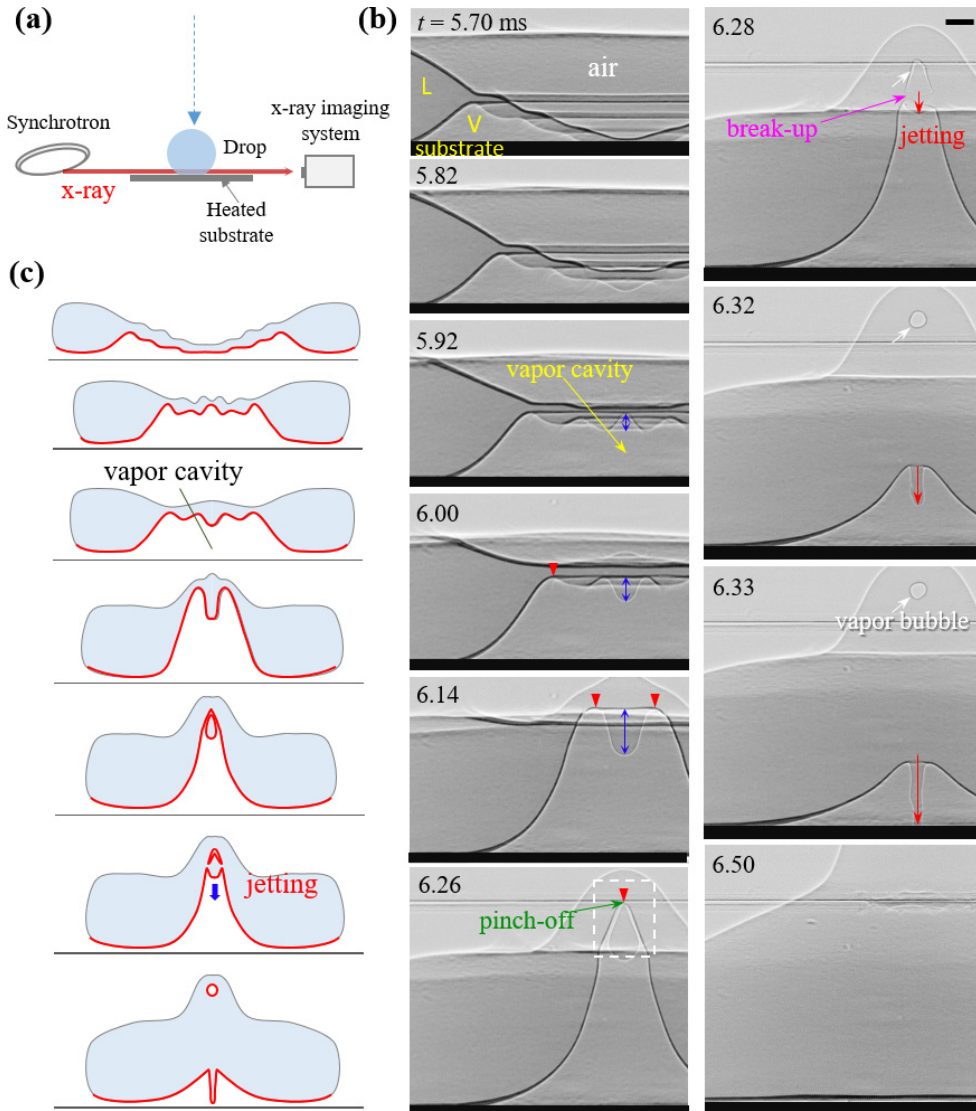 (a)
Synchrotron
x-ray
Drop
Heated
substrate
x-ray imaging
system
(b)
t = 5.70 ms
air
L
V
substrate
5.82
5.92
vapor cavity
6.00
6.14
6.26
pinch-off
6.28
break-up
jetting
6.32
6.33
vapor bubble
6.50
(c)
vapor cavity
jetting